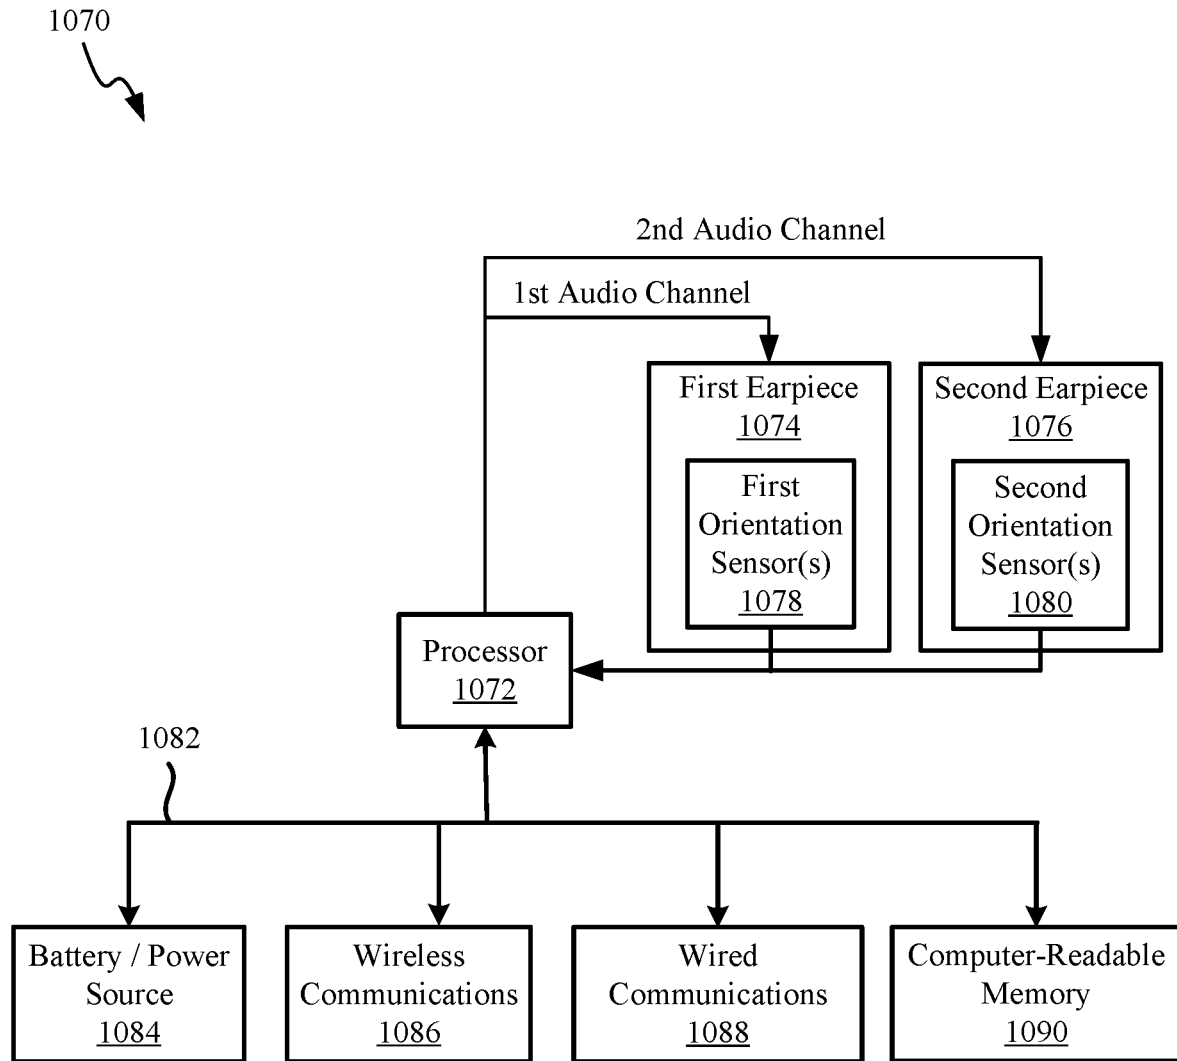 1070
2nd Audio Channel
1st Audio Channel
First Earpiece
1074
First
Orientation
Sensor(s)
1078
Second Earpiece
1076
Second
Orientation
Sensor(s)
1080
Processor
1072
1082
Battery / Power
Source
1084
Wireless
Communications
1086
Wired
Communications
1088
Computer-Readable
Memory
1090